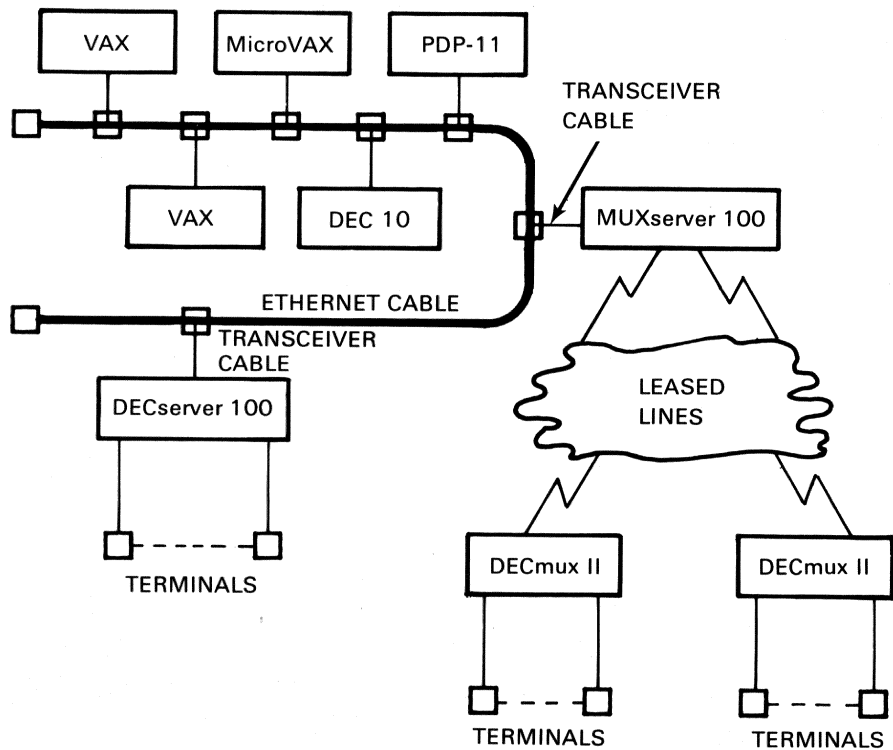 VAX
MicroVAX
PDP-11
TRANSCEIVER
CABLE
VAX
DEC 10
MUXserver 100
ETHERNET CABLE
TRANSCEIVER
CABLE
DECserver 100
LEASED
LINES
TERMINALS
DECmux II
DECmux II
TERMINALS
TERMINALS